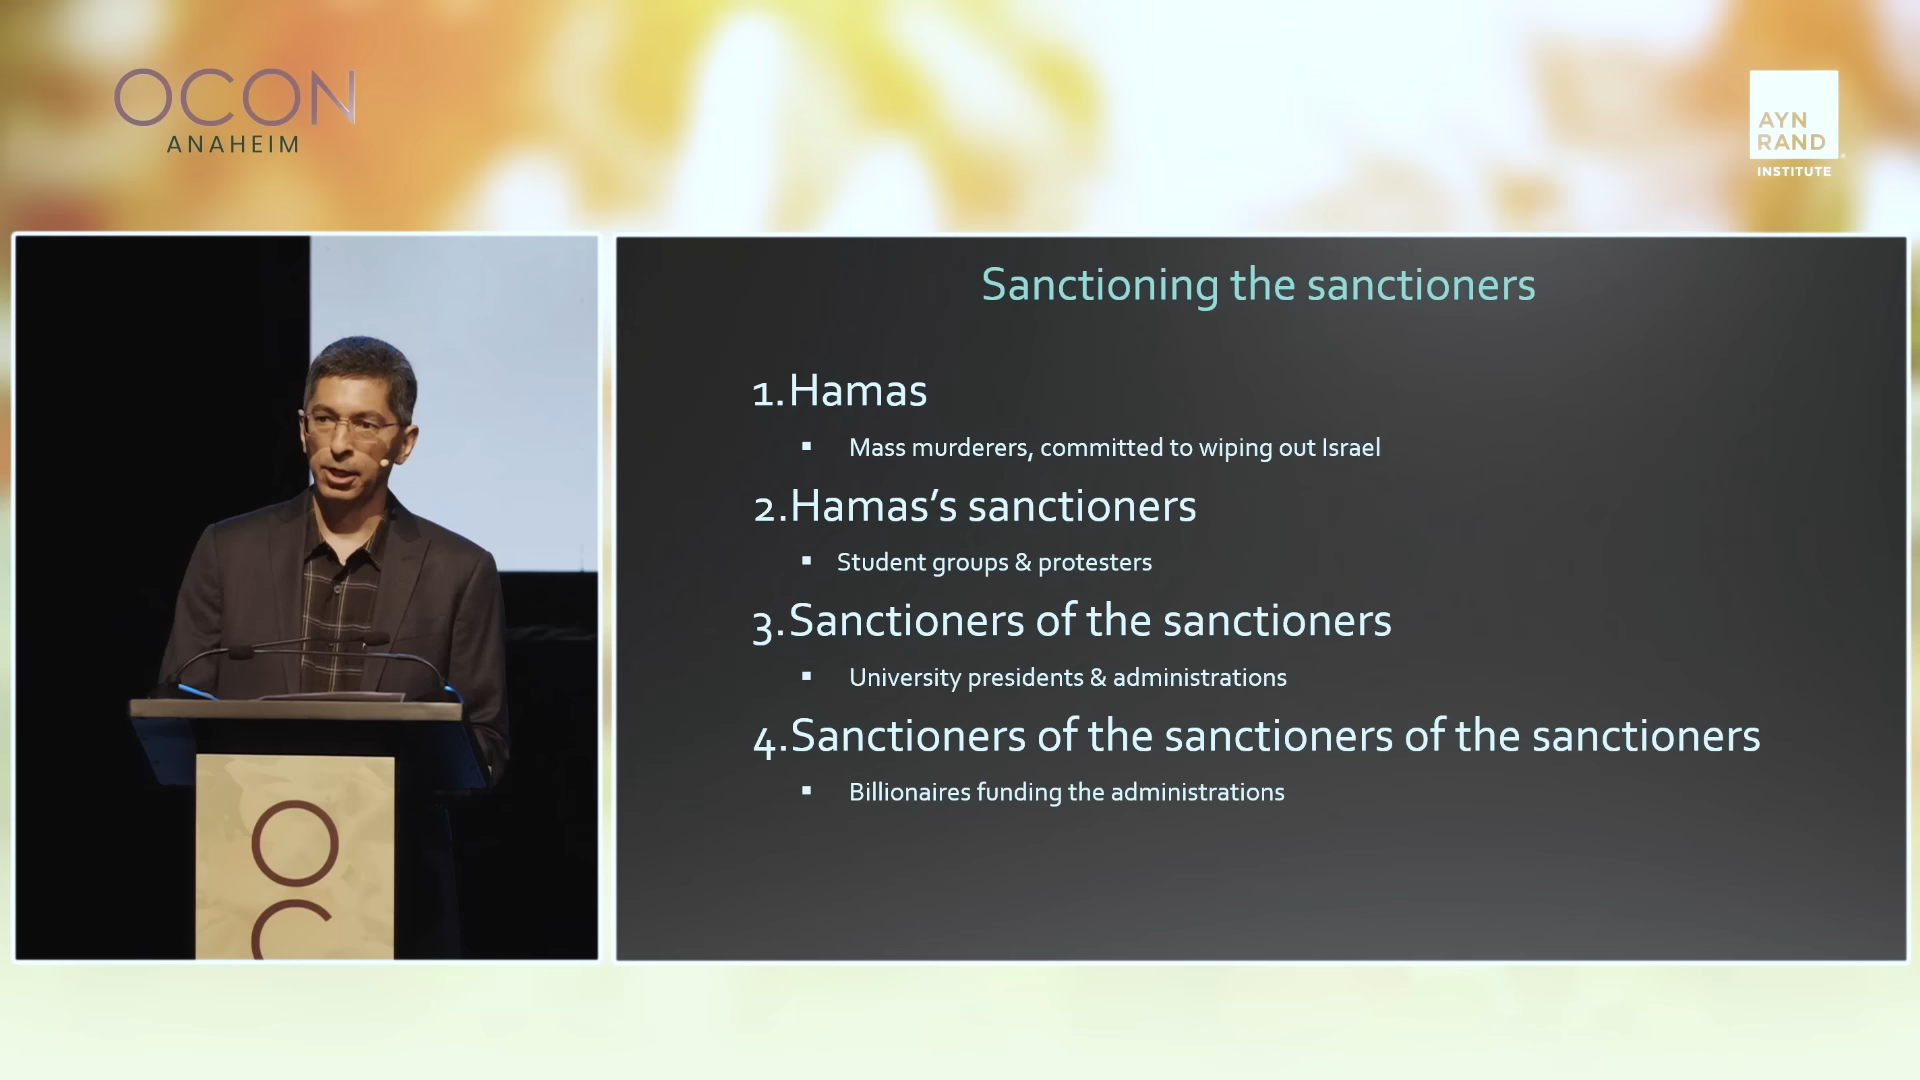 OCON
ANAHEIM
AYN
RAND
INSTITUTE
Sanctioning the sanctioners
1. Hamas
▪ Mass murderers, committed to wiping out Israel
2. Hamas’s sanctioners
▪ Student groups & protesters
3. Sanctioners of the sanctioners
▪ University presidents & administrations
4. Sanctioners of the sanctioners of the sanctioners
▪ Billionaires funding the administrations
OC